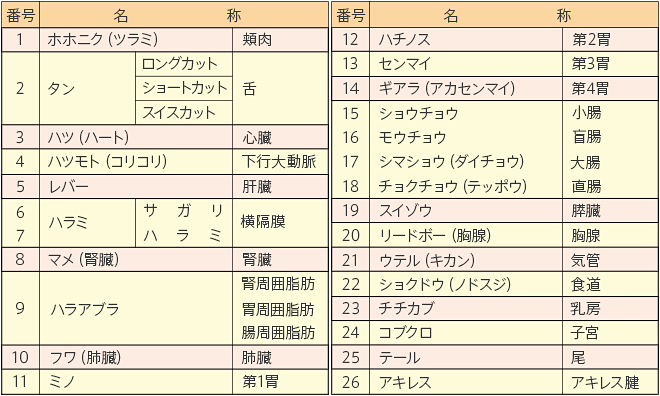 番号 名 称
1 ホホニク（ツラミ） 頬肉
2 タン ロングカット 舌
ショートカット
スイスカット
3 ハツ（ハート） 心臓
4 ハツモト（コリコリ） 下行大動脈
5 レバー 肝臓
6 ハラミ サガリ 横隔膜
7 ハラミ
8 マメ（腎臓） 腎臓
9 ハラアブラ 腎周囲脂肪
胃周囲脂肪
腸周囲脂肪
10 フワ（肺臓） 肺臓
11 ミノ 第1胃
番号 名 称
12 ハチノス 第2胃
13 センマイ 第3胃
14 ギアラ（アカセンマイ） 第4胃
15 ショウチョウ 小腸
16 モウチョウ 盲腸
17 シマショウ（ダイチョウ） 大腸
18 チョクチョウ（テッポウ） 直腸
19 スイゾウ 膵臓
20 リードボー（胸腺） 胸腺
21 ウテル（キカン） 気管
22 ショクドウ（ノドスジ） 食道
23 チチカブ 乳房
24 コブクロ 子宮
25 テール 尾
26 アキレス アキレス腱